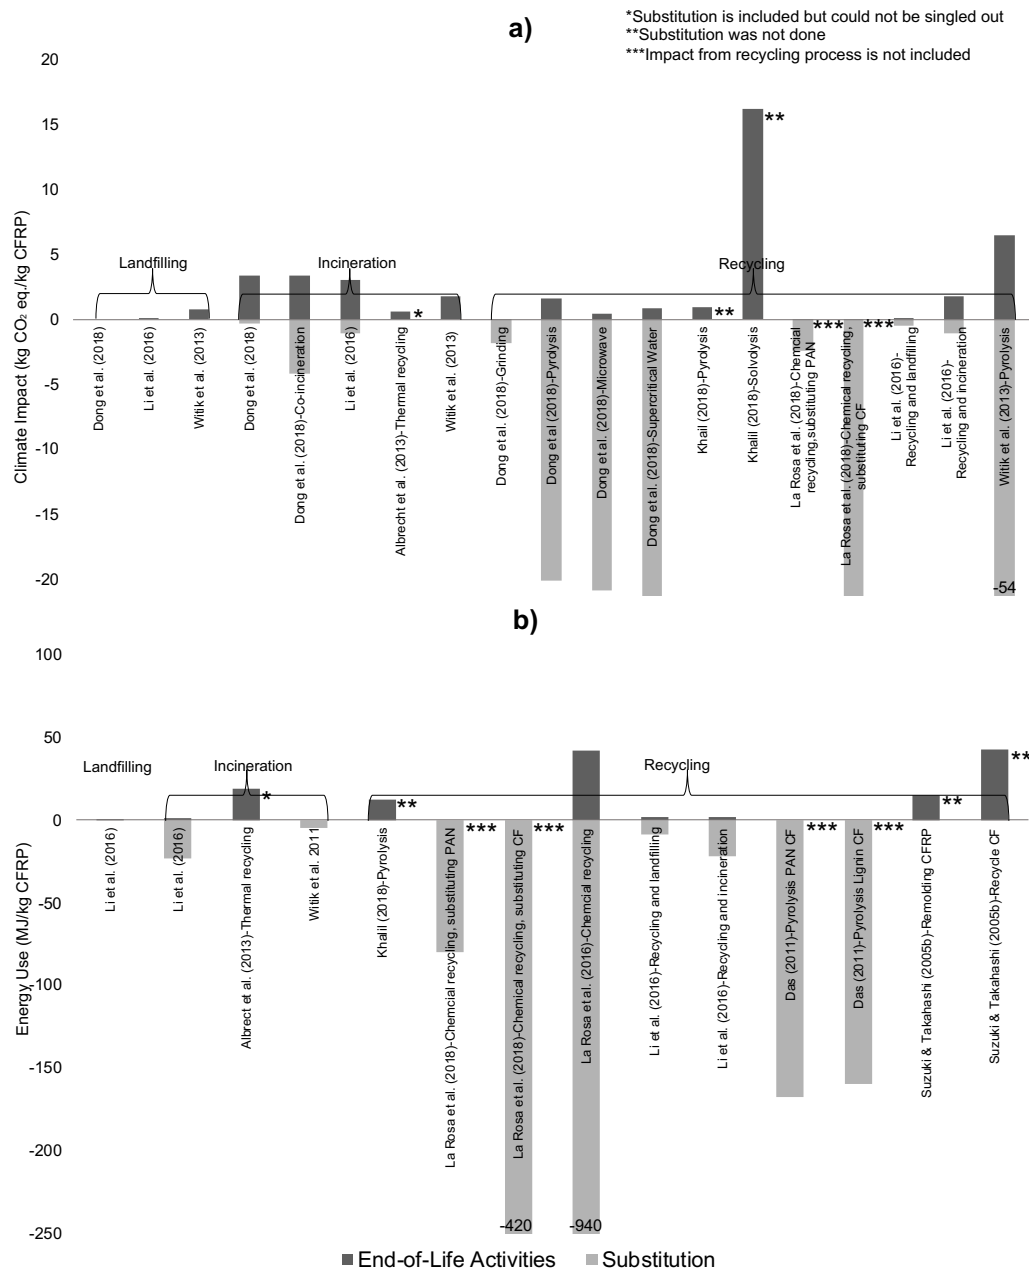 a)
*Substitution is included but could not be singled out
**Substitution was not done
***Impact from recycling process is not included
Climate Impact (kg CO₂ eq./kg CFRP)
20
15
10
5
0
-5
-10
-15
-20
Landfilling
Incineration
Recycling
*
**
**
***
***
Dong et al. (2018)
Li et al. (2016)
Witik et al. (2013)
Dong et al. (2018)
Dong et al. (2018)-Co-incineration
Li et al. (2016)
Albrecht et al. (2013)-Thermal recycling
Witik et al. (2013)
Dong et al. (2018)-Grinding
Dong et al (2018)-Pyrolysis
Dong et al. (2018)-Microwave
Dong et al. (2018)-Supercritical Water
Khail (2018)-Pyrolysis
Khalil (2018)-Solvolysis
La Rosa et al. (2018)-Chemcial
recycling,substituting PAN
La Rosa et al. (2018)-Chemical recycling,
substituting CF
Li et al. (2016)-
Recycling and landfilling
Li et al. (2016)-
Recycling and incineration
Witik et al. (2013)-Pyrolysis
-54
b)
Energy Use (MJ/kg CFRP)
100
50
0
-50
-100
-150
-200
-250
Landfilling
Incineration
Recycling
*
**
***
***
***
***
**
**
Li et al. (2016)
Li et al. (2016)
Albrect et al. (2013)-Thermal recycling
Witik et al. 2011
Khalil (2018)-Pyrolysis
La Rosa et al. (2018)-Chemcial recycling, substituting PAN
La Rosa et al. (2018)-Chemical recycling, substituting CF
La Rosa et al. (2016)-Chemcial recycling
Li et al. (2016)-Recycling and landfilling
Li et al. (2016)-Recycling and incineration
Das (2011)-Pyrolysis PAN CF
Das (2011)-Pyrolysis Lignin CF
Suzuki & Takahashi (2005b)-Remolding CFRP
Suzuki & Takahashi (2005b)-Recycle CF
-420
-940
End-of-Life Activities
Substitution